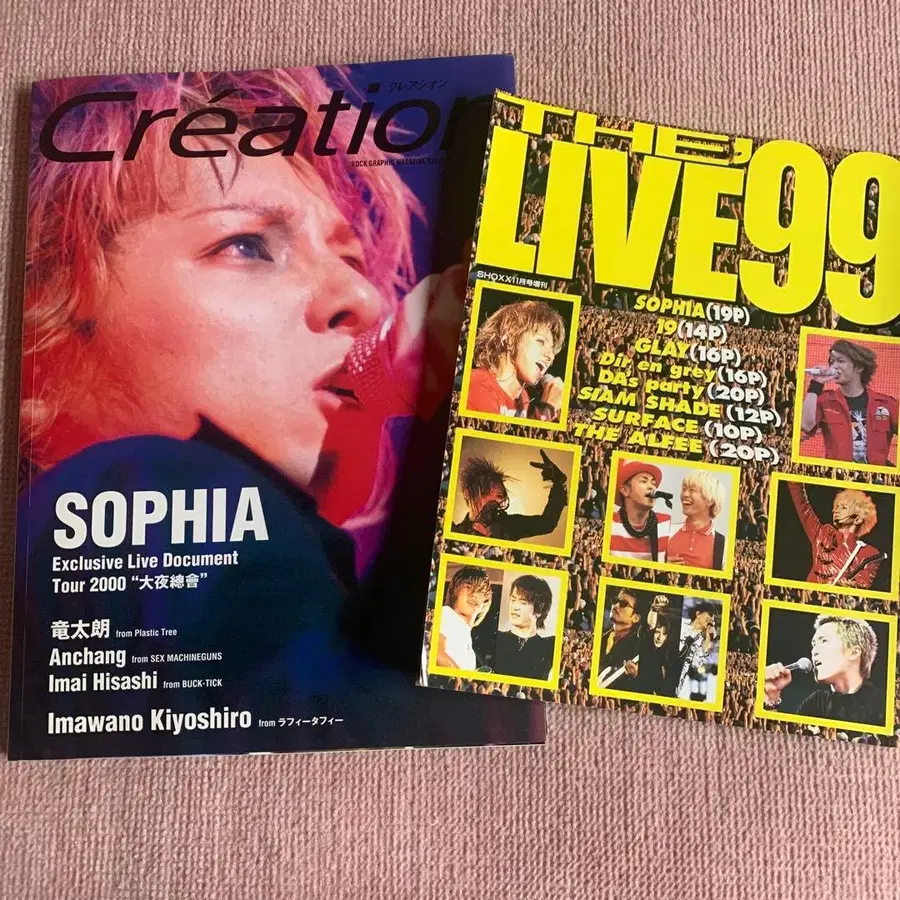 クレアシオン
Création
ROCK GRAPHIC MAGAZINE
SOPHIA
Exclusive Live Document
Tour 2000 “大夜總會”
竜太朗 from Plastic Tree
Anchang from SEX MACHINEGUNS
Imai Hisashi from BUCK-TICK
Imawano Kiyoshiro from ラフィータフィー
THE,
LIVE99
SHOXX11月号増刊
SOPHIA(19P)
19(14P)
GLAY(16P)
Dir en grey(16P)
DAs party(20P)
SIAM SHADE(12P)
SURFACE(10P)
THE ALFEE(20P)